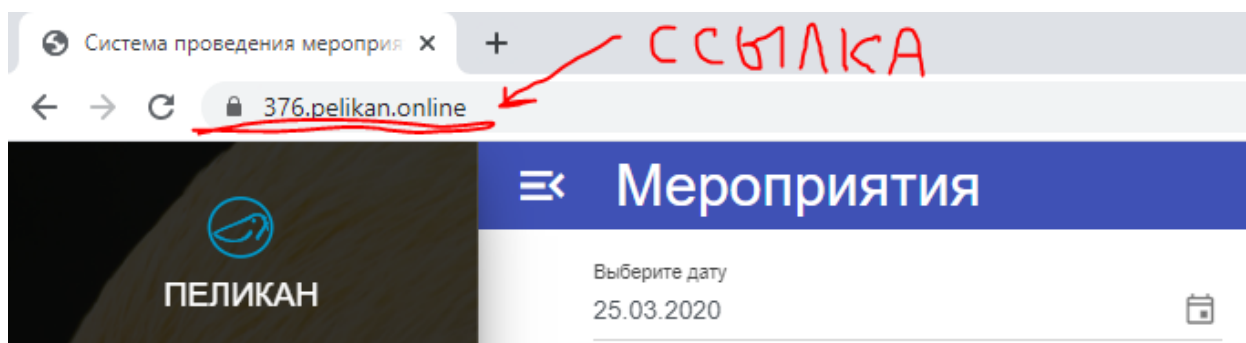 Система проведения мероприя
ССЫЛКА
376.pelikan.online
Мероприятия
ПЕЛИКАН
Выберите дату
25.03.2020